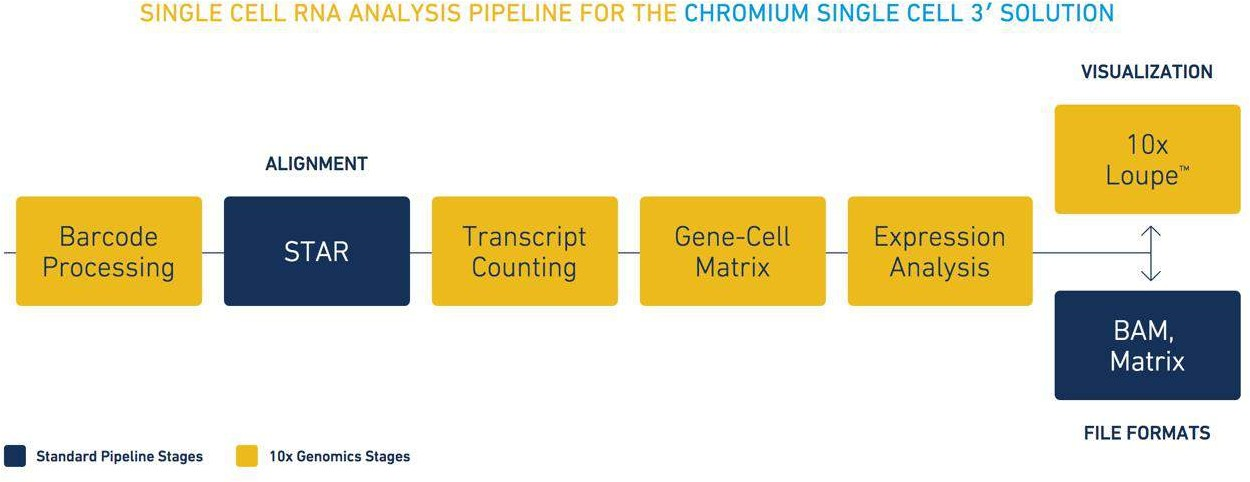 SINGLE CELL RNA ANALYSIS PIPELINE FOR THE CHROMIUM SINGLE CELL 3′ SOLUTION
VISUALIZATION
10x
Loupe™
ALIGNMENT
Barcode
Processing
STAR
Transcript
Counting
Gene-Cell
Matrix
Expression
Analysis
BAM,
Matrix
FILE FORMATS
Standard Pipeline Stages
10x Genomics Stages